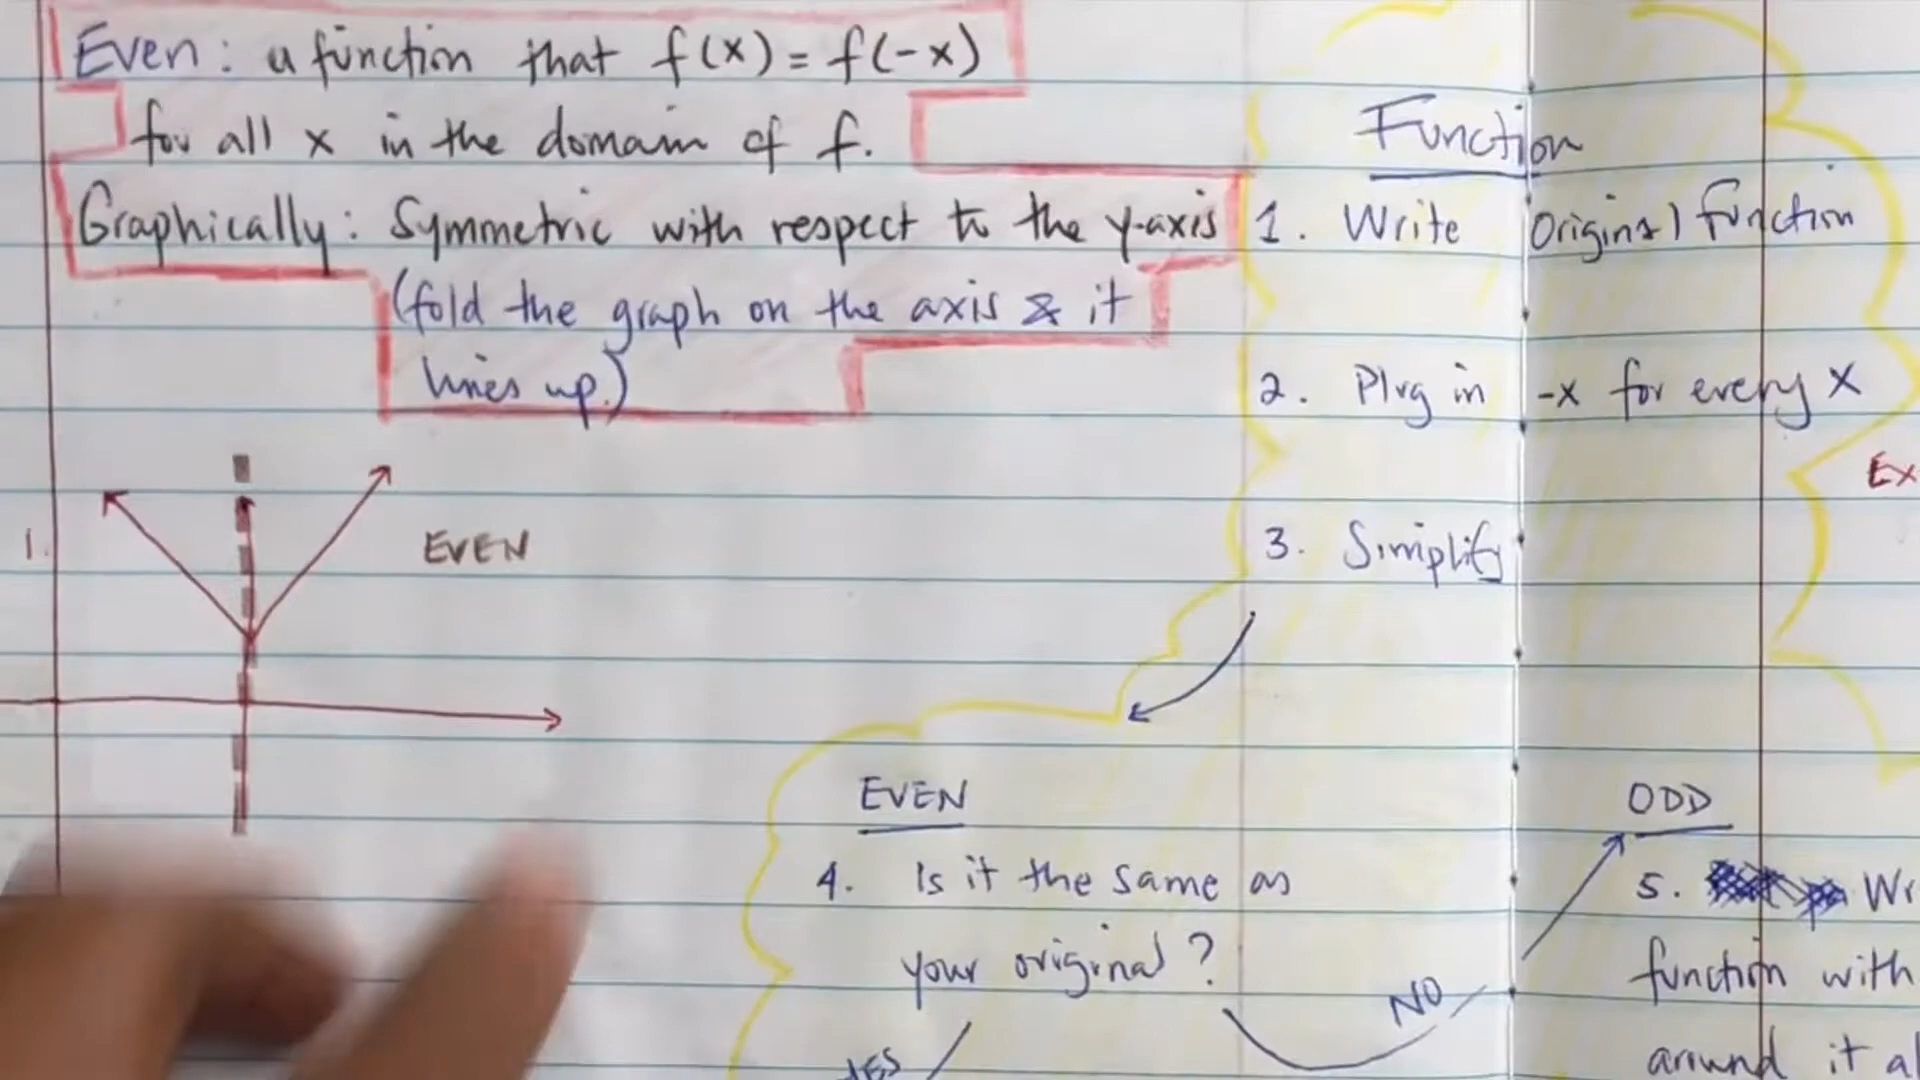 Even: a function that f(x) = f(-x)
for all x in the domain of f.
Graphically: Symmetric with respect to the y-axis
(fold the graph on the axis & it
lines up.)
1.
EVEN
Function
1. Write Original function
2. Plug in -x for every x
3. Simplify
EVEN
4. Is it the same as
your original?
YES
NO
ODD
5.
function with
around it
Ex